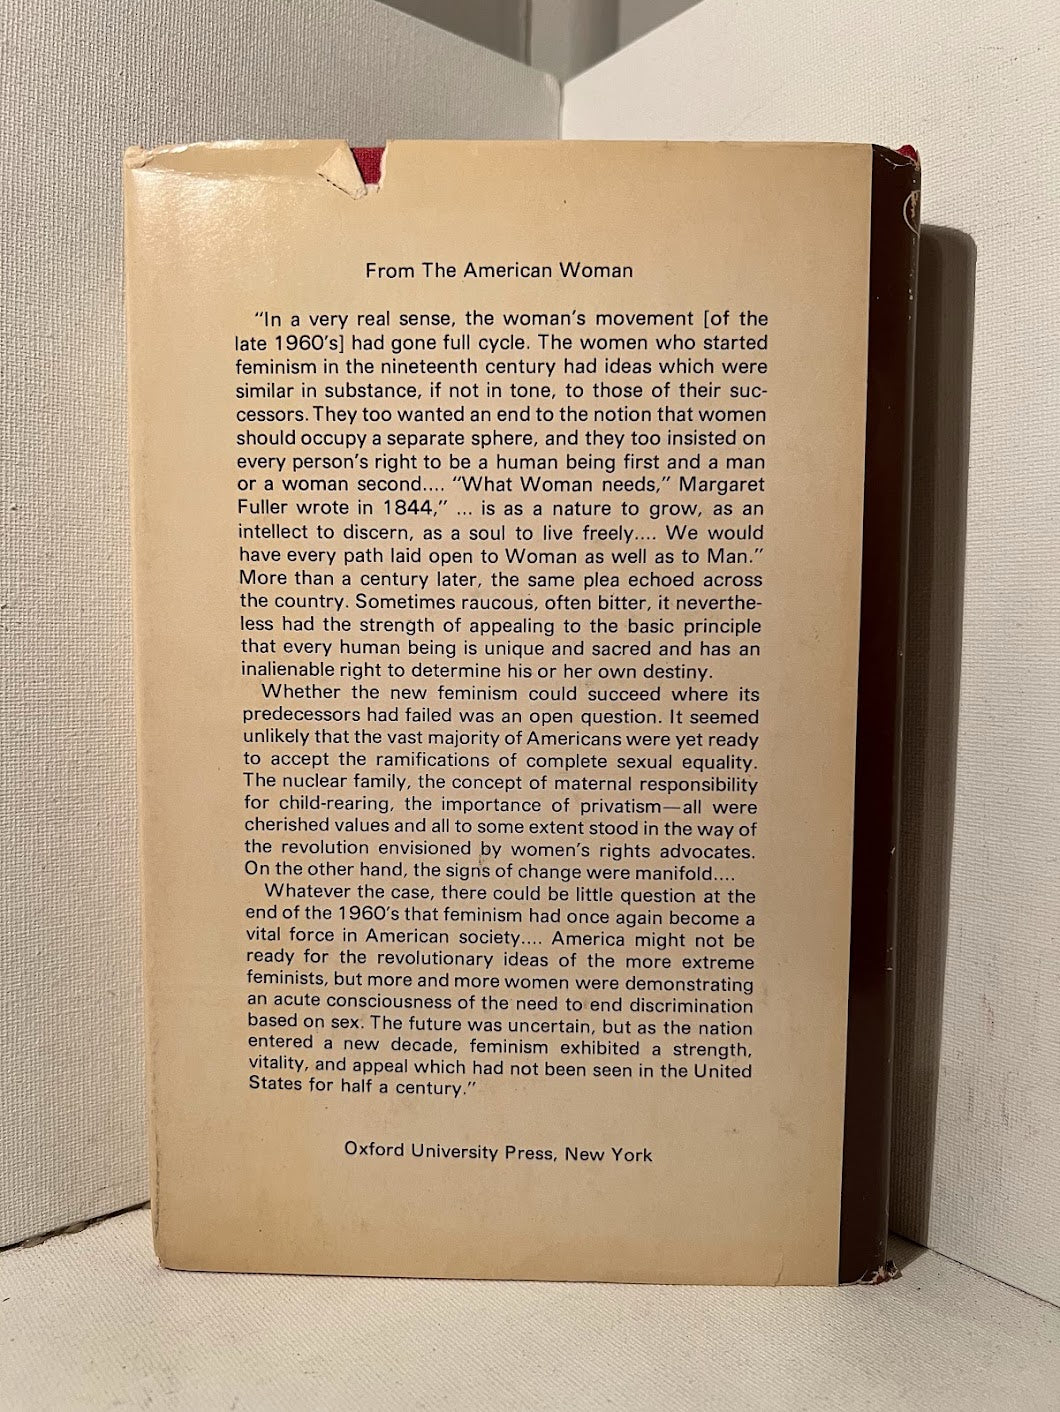 From The American Woman
“In a very real sense, the woman’s movement [of the
late 1960’s] had gone full cycle. The women who started
feminism in the nineteenth century had ideas which were
similar in substance, if not in tone, to those of their suc-
cessors. They too wanted an end to the notion that women
should occupy a separate sphere, and they too insisted on
every person’s right to be a human being first and a man
or a woman second.... “What Woman needs,” Margaret
Fuller wrote in 1844,” ... is as a nature to grow, as an
intellect to discern, as a soul to live freely.... We would
have every path laid open to Woman as well as to Man.”
More than a century later, the same plea echoed across
the country. Sometimes raucous, often bitter, it neverthe-
less had the strength of appealing to the basic principle
that every human being is unique and sacred and has an
inalienable right to determine his or her own destiny.
Whether the new feminism could succeed where its
predecessors had failed was an open question. It seemed
unlikely that the vast majority of Americans were yet ready
to accept the ramifications of complete sexual equality.
The nuclear family, the concept of maternal responsibility
for child-rearing, the importance of privatism—all were
cherished values and all to some extent stood in the way of
the revolution envisioned by women’s rights advocates.
On the other hand, the signs of change were manifold....
Whatever the case, there could be little question at the
end of the 1960’s that feminism had once again become a
vital force in American society.... America might not be
ready for the revolutionary ideas of the more extreme
feminists, but more and more women were demonstrating
an acute consciousness of the need to end discrimination
based on sex. The future was uncertain, but as the nation
entered a new decade, feminism exhibited a strength,
vitality, and appeal which had not been seen in the United
States for half a century.”
Oxford University Press, New York